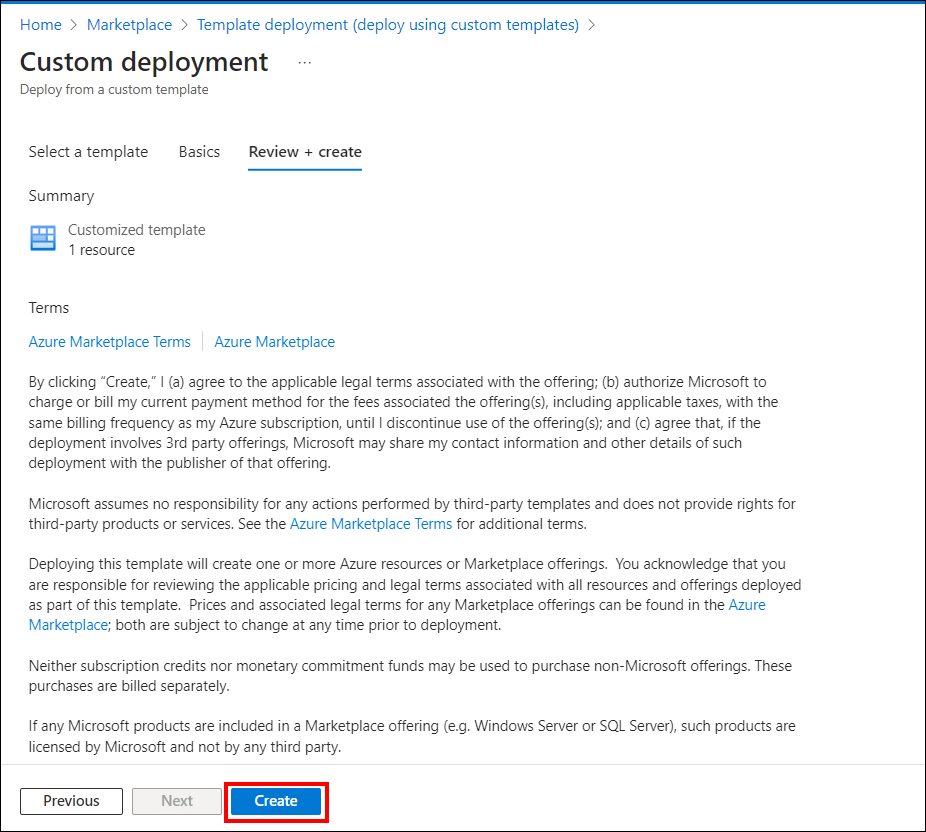 Home > Marketplace > Template deployment (deploy using custom templates) >
Custom deployment ...
Deploy from a custom template
Select a template Basics Review + create
Summary
Customized template
1 resource
Terms
Azure Marketplace Terms | Azure Marketplace
By clicking “Create,” I (a) agree to the applicable legal terms associated with the offering; (b) authorize Microsoft to
charge or bill my current payment method for the fees associated the offering(s), including applicable taxes, with the
same billing frequency as my Azure subscription, until I discontinue use of the offering(s); and (c) agree that, if the
deployment involves 3rd party offerings, Microsoft may share my contact information and other details of such
deployment with the publisher of that offering.
Microsoft assumes no responsibility for any actions performed by third-party templates and does not provide rights for
third-party products or services. See the Azure Marketplace Terms for additional terms.
Deploying this template will create one or more Azure resources or Marketplace offerings.  You acknowledge that you
are responsible for reviewing the applicable pricing and legal terms associated with all resources and offerings deployed
as part of this template.  Prices and associated legal terms for any Marketplace offerings can be found in the Azure
Marketplace; both are subject to change at any time prior to deployment.
Neither subscription credits nor monetary commitment funds may be used to purchase non-Microsoft offerings. These
purchases are billed separately.
If any Microsoft products are included in a Marketplace offering (e.g. Windows Server or SQL Server), such products are
licensed by Microsoft and not by any third party.
Previous Next Create